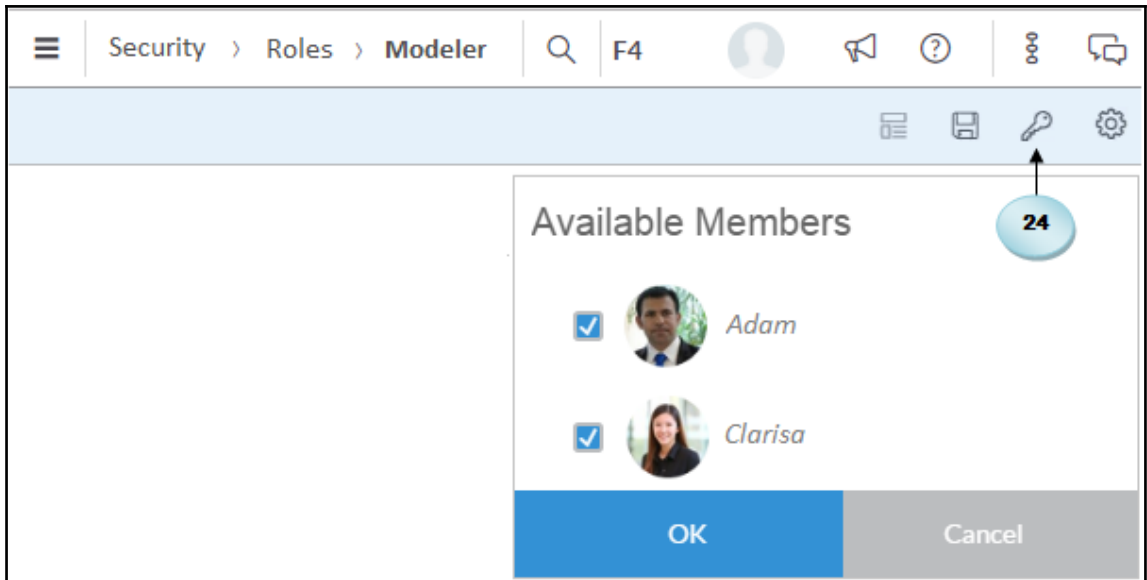 Security > Roles > Modeler F4
24
Available Members
Adam
Clarisa
OK Cancel